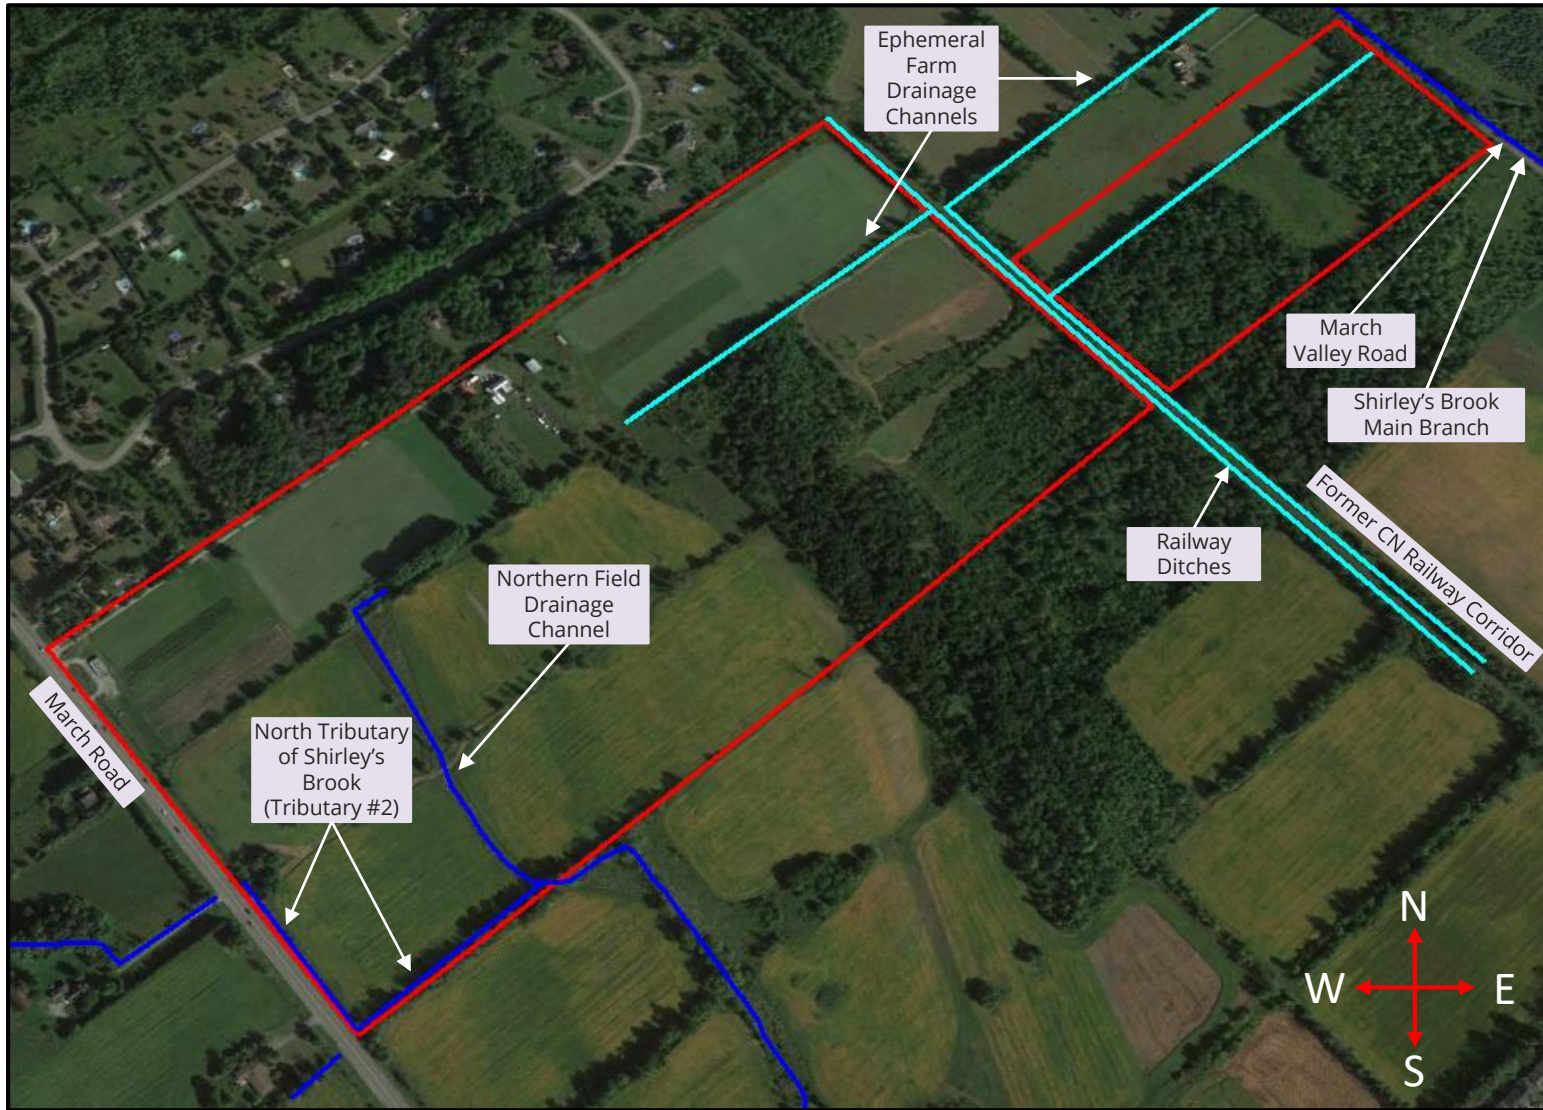 Ephemeral
Farm
Drainage
Channels
March
Valley Road
Shirley's Brook
Main Branch
Former CN Railway Corridor
Railway
Ditches
Northern Field
Drainage
Channel
March Road
North Tributary
of Shirley's
Brook
(Tributary #2)
N
W
E
S